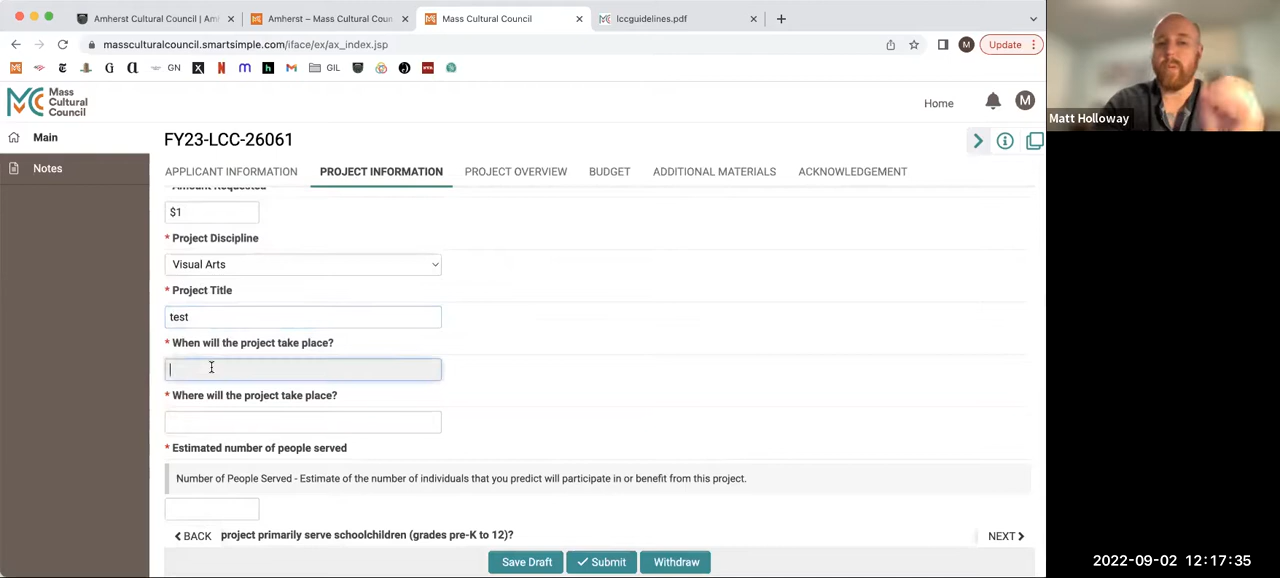 Amherst Cultural Council | Am
Amherst – Mass Cultural Coun
Mass Cultural Council
lccguidelines.pdf
massculturalcouncil.smartsimple.com/iface/ex/ax_index.jsp
M
Update
GN
GIL
Mass
Cultural
Council
Home
M
Main
Notes
FY23-LCC-26061
APPLICANT INFORMATION
PROJECT INFORMATION
PROJECT OVERVIEW
BUDGET
ADDITIONAL MATERIALS
ACKNOWLEDGEMENT
* Amount Requested
$1
* Project Discipline
Visual Arts
* Project Title
test
* When will the project take place?
* Where will the project take place?
* Estimated number of people served
Number of People Served - Estimate of the number of individuals that you predict will participate in or benefit from this project.
BACK
project primarily serve schoolchildren (grades pre-K to 12)?
NEXT
Save Draft
Submit
Withdraw
Matt Holloway
2022-09-02 12:17:35